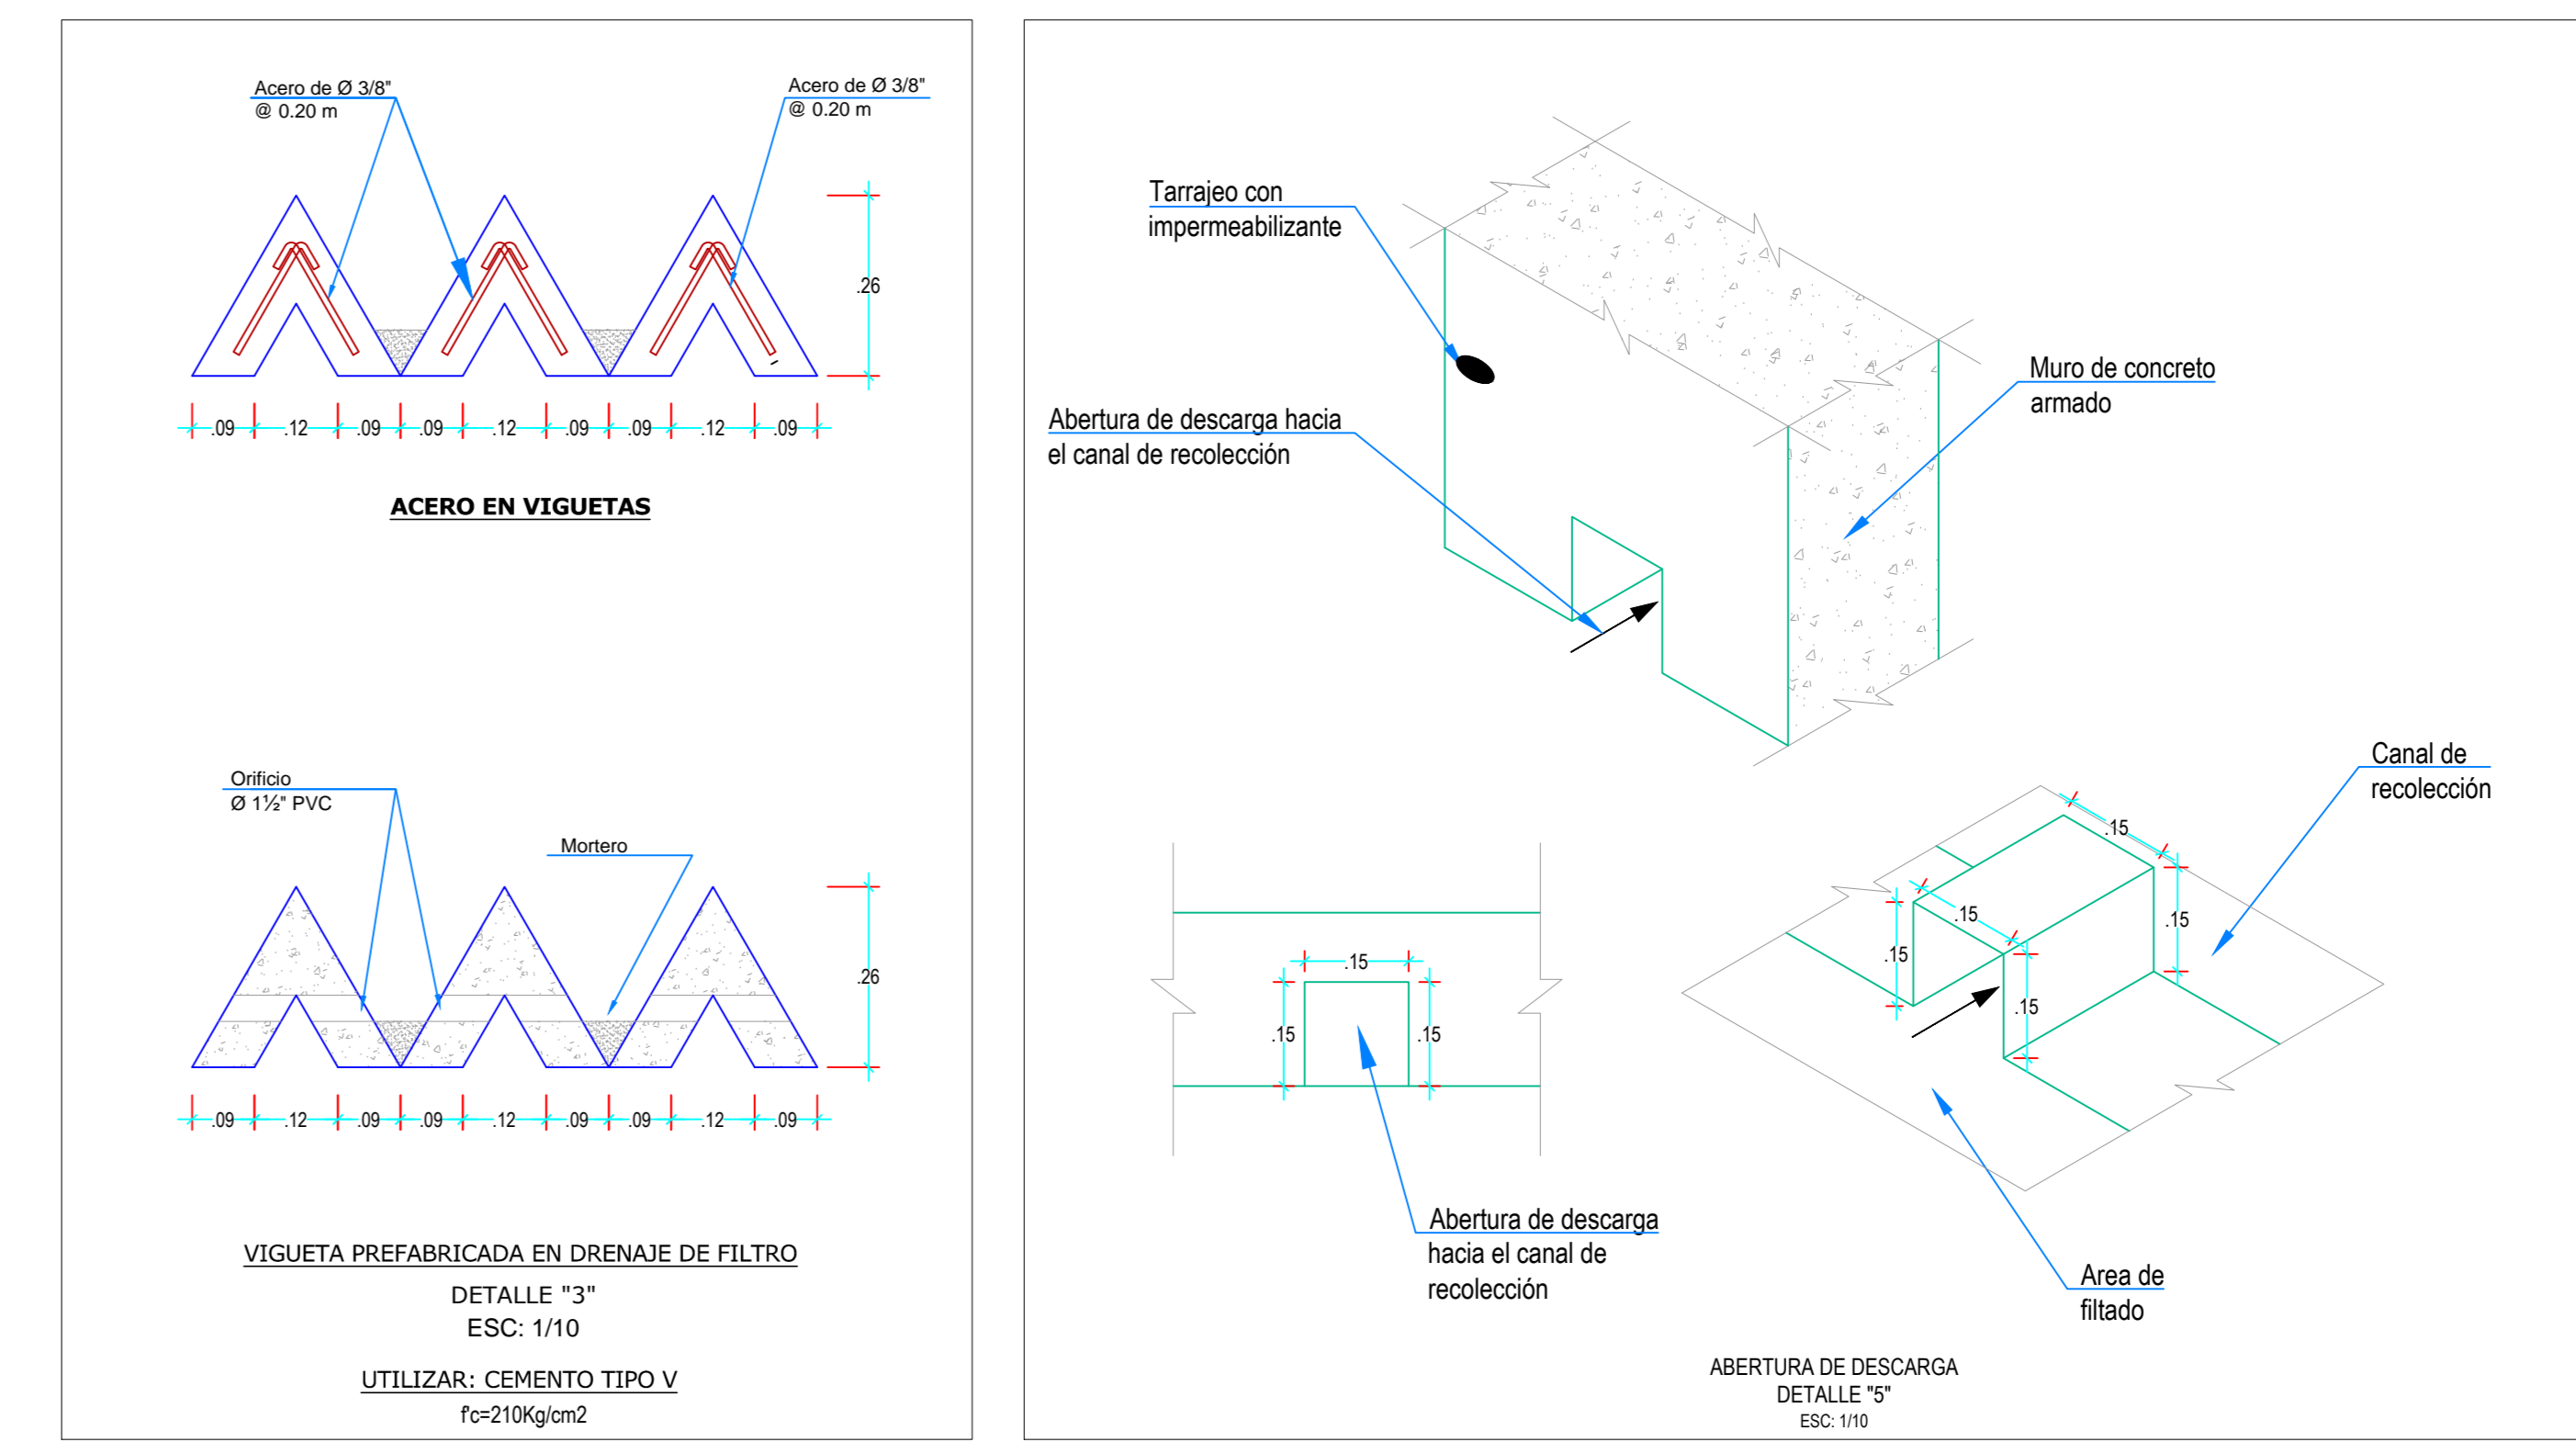 Acero de Ø 3/8"
@ 0.20 m
Acero de Ø 3/8"
@ 0.20 m
.26
.09 .12 .09 .09 .12 .09 .09 .12 .09
ACERO EN VIGUETAS
Orificio
Ø 1½" PVC
Mortero
.26
.09 .12 .09 .09 .12 .09 .09 .12 .09
VIGUETA PREFABRICADA EN DRENAJE DE FILTRO
DETALLE "3"
ESC: 1/10
UTILIZAR: CEMENTO TIPO V
f'c=210Kg/cm2
Tarrajeo con
impermeabilizante
Abertura de descarga hacia
el canal de recolección
Muro de concreto
armado
Canal de
recolección
.15
.15
.15
Abertura de descarga
hacia el canal de
recolección
.15
.15
.15
.15
.15
Area de
filtado
ABERTURA DE DESCARGA
DETALLE "5"
ESC: 1/10